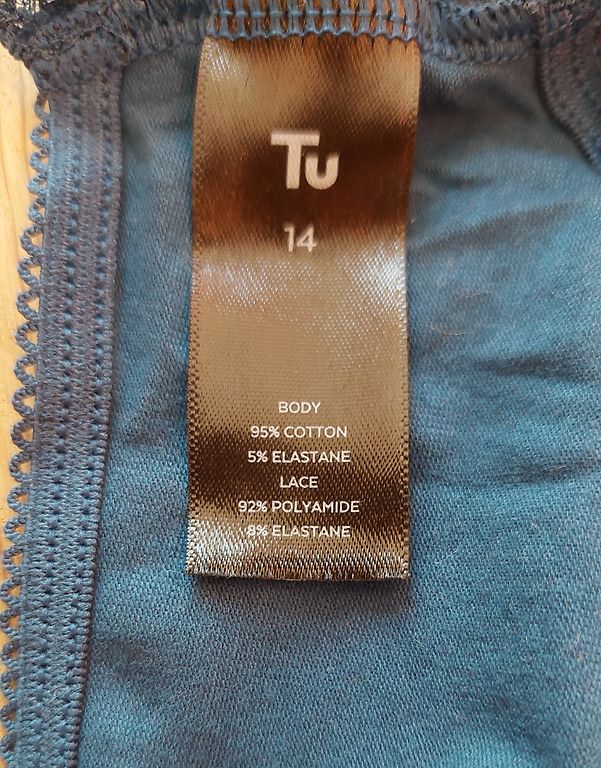 Tu
14
BODY
95% COTTON
5% ELASTANE
LACE
92% POLYAMIDE
8% ELASTANE